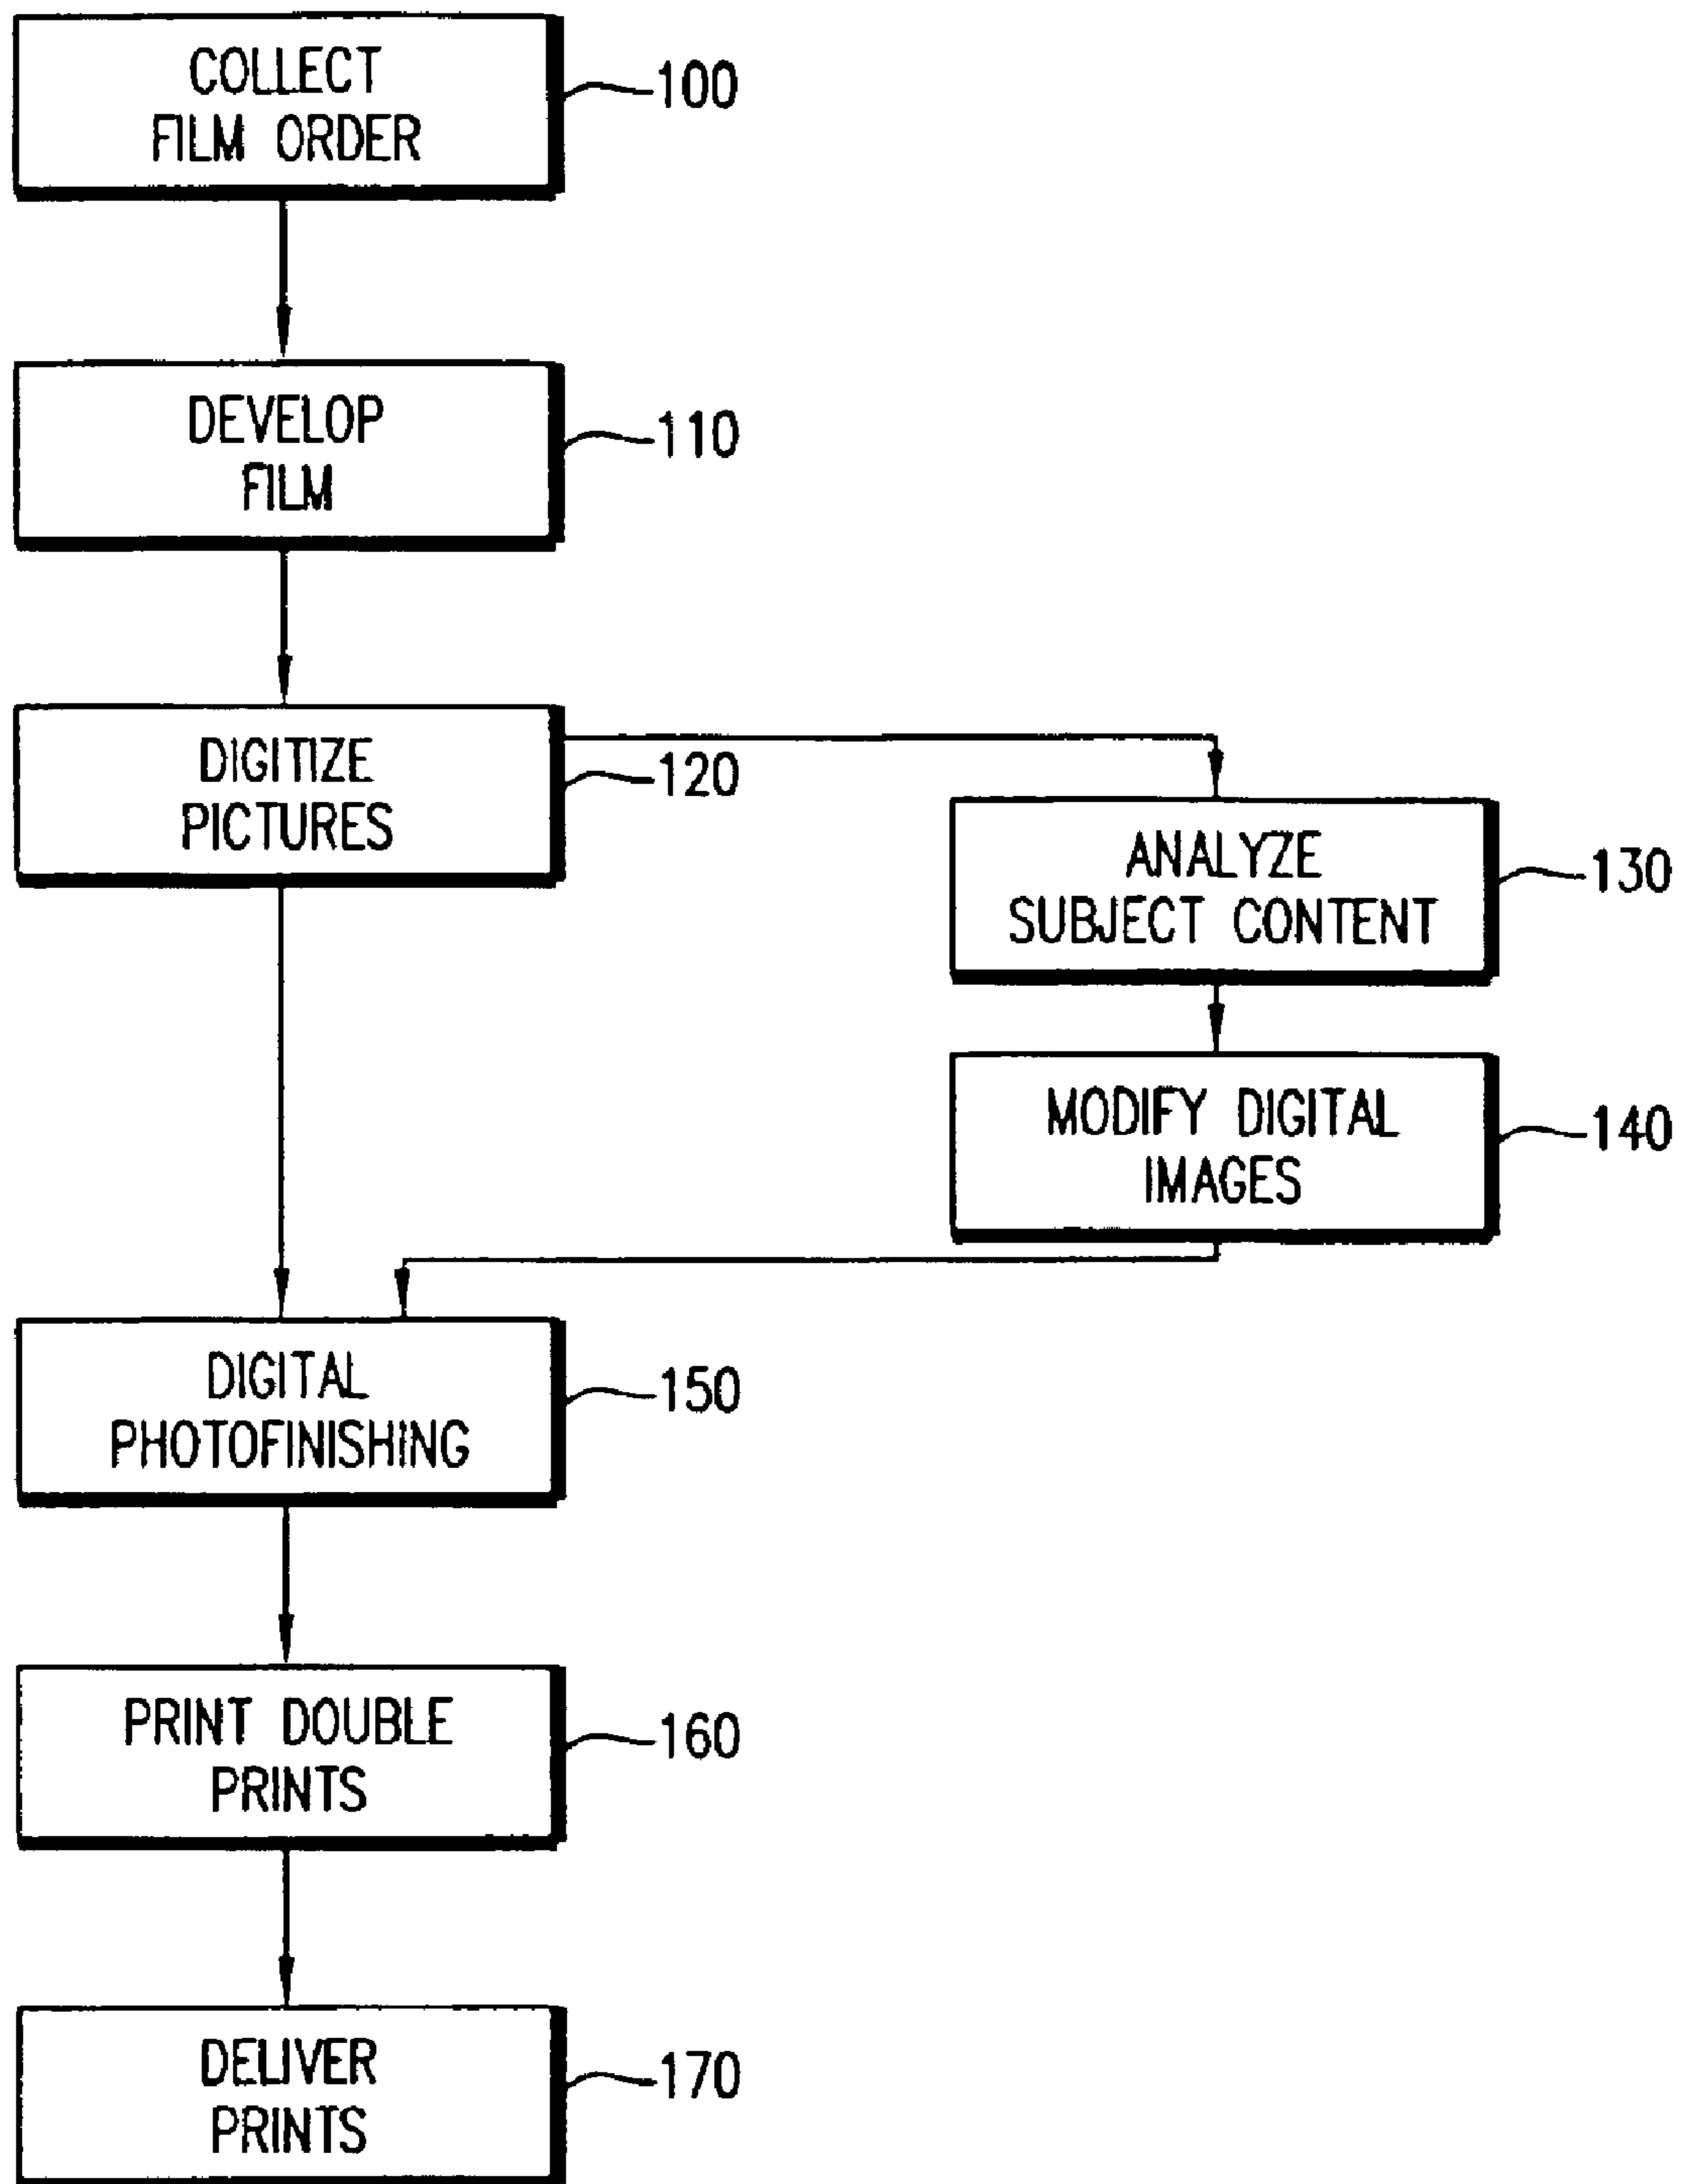 COLLECT
FILM ORDER
100
DEVELOP
FILM
110
DIGITIZE
PICTURES
120
ANALYZE
SUBJECT CONTENT
130
MODIFY DIGITAL
IMAGES
140
DIGITAL
PHOTOFINISHING
150
PRINT DOUBLE
PRINTS
160
DELIVER
PRINTS
170